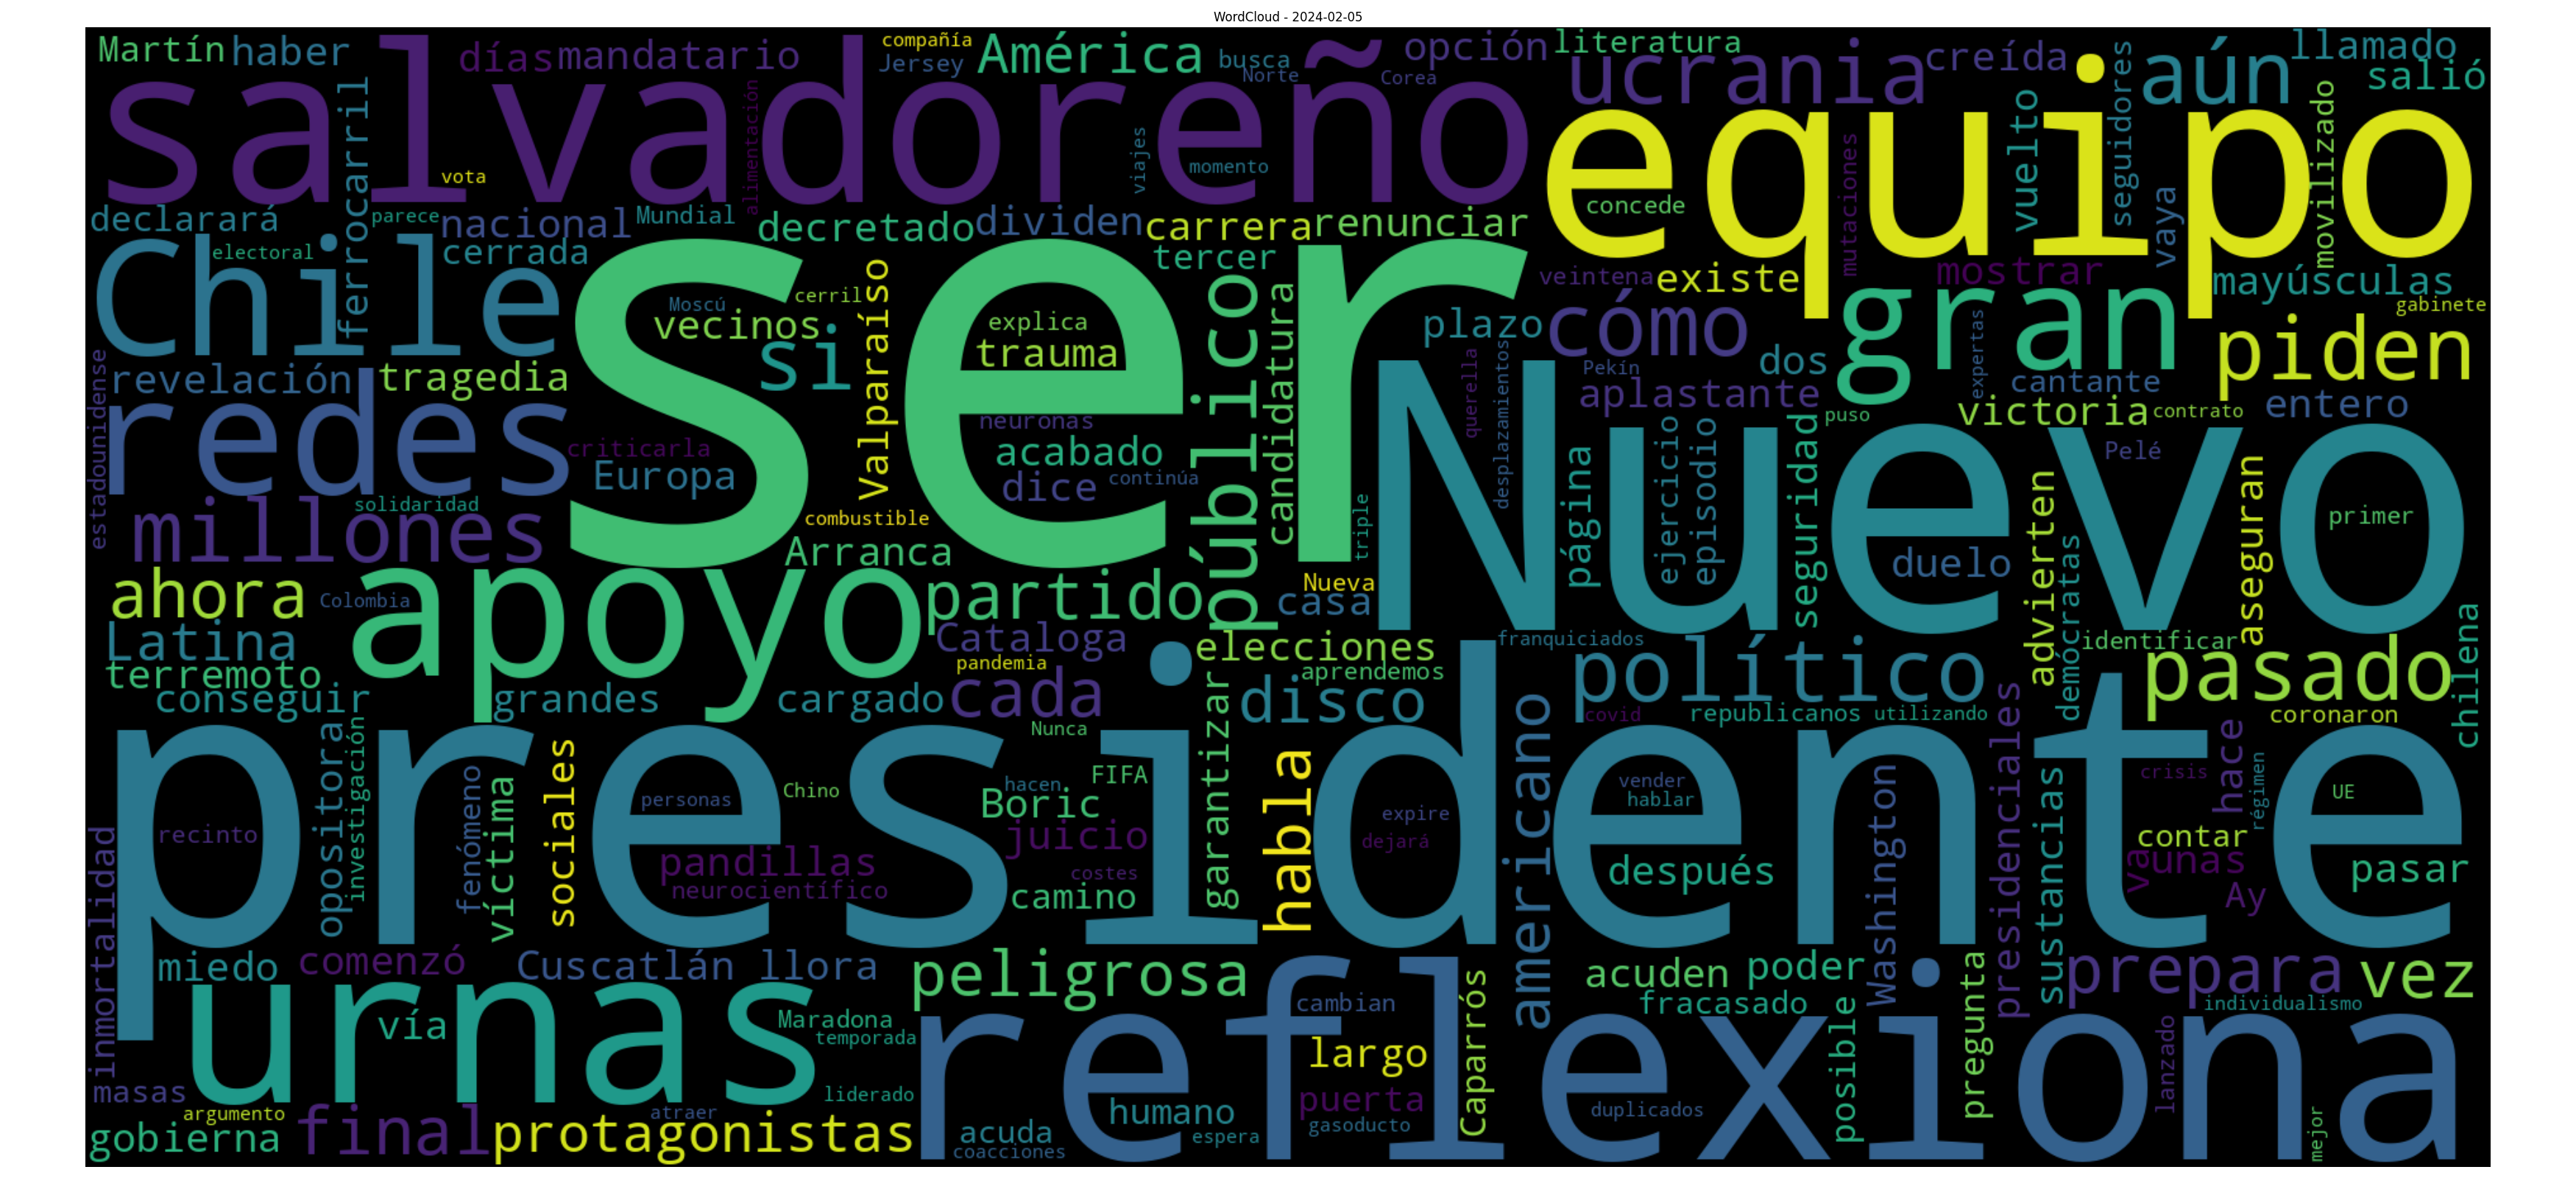 WordCloud - 2024-02-05
Martín
haber
días
mandatario
compañía
Jersey
América
busca
Norte
Corea
opción
literatura
ucrania
creída
aún
llamado
salió
salvadoreño
equipo
ferrocarril
alimentación
viajes
momento
vota
concede
mutaciones
vuelto
seguidores
vaya
movilizado
declarará
parece
nacional
Mundial
decretado
dividen
carrera
renunciar
electoral
cerrada
tercer
Chile
ser
Moscú
cerril
vecinos
si
Valparaíso
explica
trauma
público
candidatura
plazo
veintena
existe
mostrar
mayúsculas
gabinete
cómo
gran
piden
dos
Pekín
expertas
aplastante
cantante
victoria
contrato
entero
puso
estadounidense
revelación
tragedia
redes
criticarla
Europa
neuronas
acabado
dice
continúa
querella
desplazamientos
triple
Nuevo
página
ejercicio
episodio
seguridad
Pelé
advierten
democratas
aseguran
primer
millones
solidaridad
combustible
Arranca
duelo
ahora
Colombia
apoyo
partido
Nueva
casa
Latina
Cataloga
elecciones
franquiciados
identificar
chilena
terremoto
pandemia
aprendemos
político
pasado
conseguir
grandes
cargado
cada
garantizar
disco
americano
covid
republicanos
utilizando
presidenciales
coronaron
presidente
opositora
investigación
fenómeno
víctima
sociales
personas
Chino
Nunca
hacen
FIFA
Boric
juicio
habla
expire
dejará
vender
hablar
Washington
sustancias
crisis
hace
régimen
UE
contar
va
unas
Ay
pasar
después
inmortalidad
recinto
pandillas
neurocientífico
costes
camino
miedo
comenzó
Cuscatlán
llora
peligrosa
acuden
poder
prepara
vez
urnas
vía
Maradona
temporada
reflexiona
cambian
Caparrós
fracasado
posible
pregunta
individualismo
largo
lanzado
masas
argumento
atraer
liderado
humano
puerta
gasoducto
duplicados
mejor
gobierna
final
protagonistas
acuda
coacciones
espera